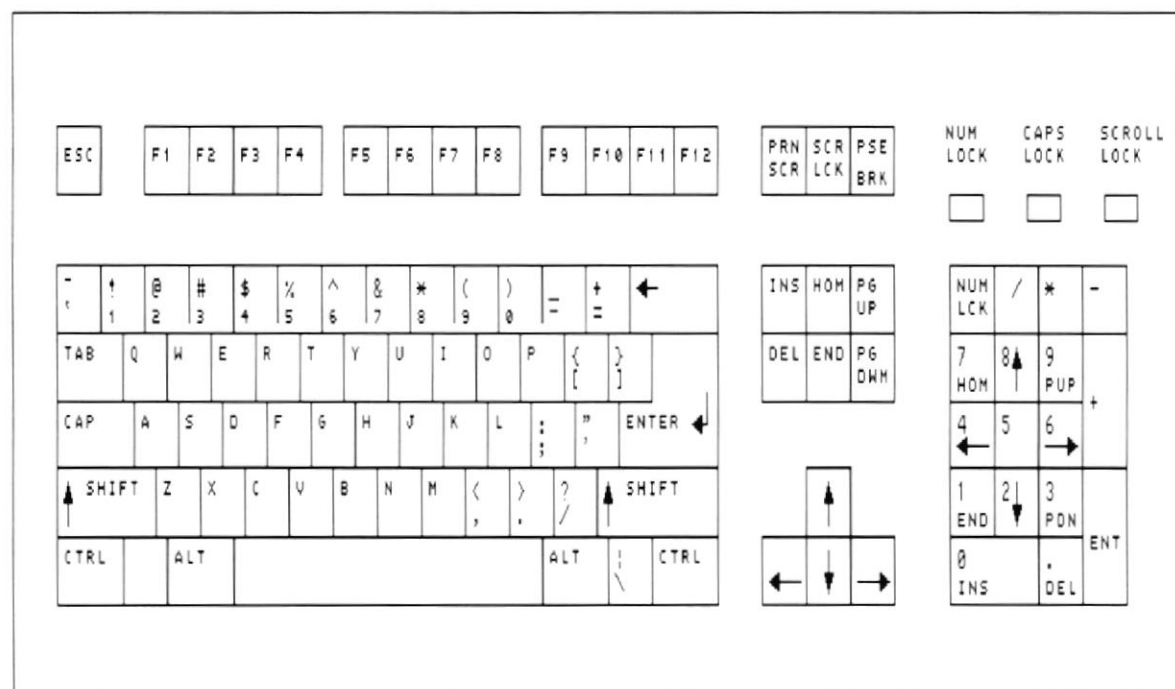 ESC F1 F2 F3 F4 F5 F6 F7 F8 F9 F10 F11 F12 PRN SCR PSE NUM CAPS SCROLL
SCR LCK BRK LOCK LOCK LOCK
¯ ! @ # $ % ^ & * ( ) _ + ← INS HOM PG NUM / * -
` 1 2 3 4 5 6 7 8 9 0 – = UP LCK
TAB Q W E R T Y U I O P { } DEL END PG 7 8 ↑ 9
[ ] DWM HOM PUP +
CAP A S D F G H J K L : " ENTER ↵ 4 5 6
; ' ← →
↑ SHIFT Z X C V B N M < > ? ↑ SHIFT ↑ 1 2 ↓ 3
, . / END PDN ENT
CTRL ALT ALT ¦ CTRL ← ↓ → 0 .
\ INS DEL